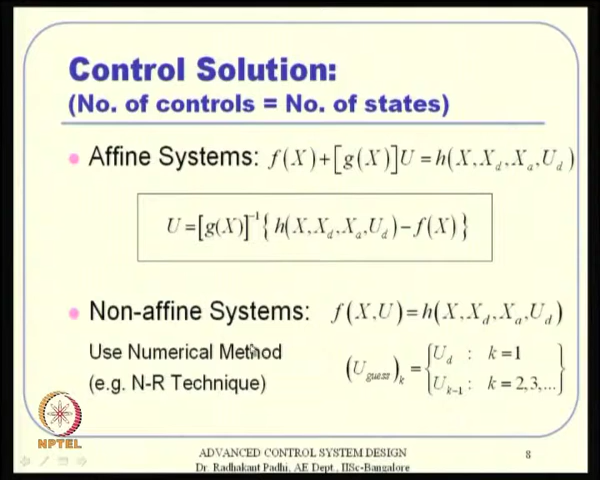 Control Solution:
(No. of controls = No. of states)
Affine Systems: f(X)+[g(X)]U = h(X, X_d, X_a, U_d)
U = [g(X)]^{-1}{ h(X, X_d, X_a, U_d) − f(X) }
Non-affine Systems: f(X,U) = h(X, X_d, X_a, U_d)
Use Numerical Method
(e.g. N-R Technique)
(U_{guess})_k = { U_d : k = 1
U_{k−1} : k = 2,3,... }
NPTEL
ADVANCED CONTROL SYSTEM DESIGN
Dr. Radhakant Padhi, AE Dept., IISc-Bangalore
8